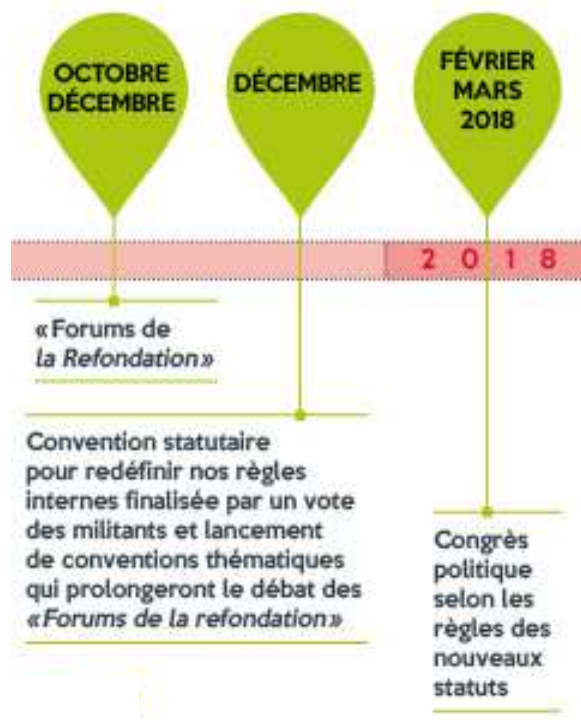 OCTOBRE
DÉCEMBRE
DÉCEMBRE
FÉVRIER
MARS
2018
2 0 1 8
«Forums de
la Refondation»
Convention statutaire
pour redéfinir nos règles
internes finalisée par un vote
des militants et lancement
de conventions thématiques
qui prolongeront le débat des
«Forums de la refondation»
Congrès
politique
selon les
règles des
nouveaux
statuts